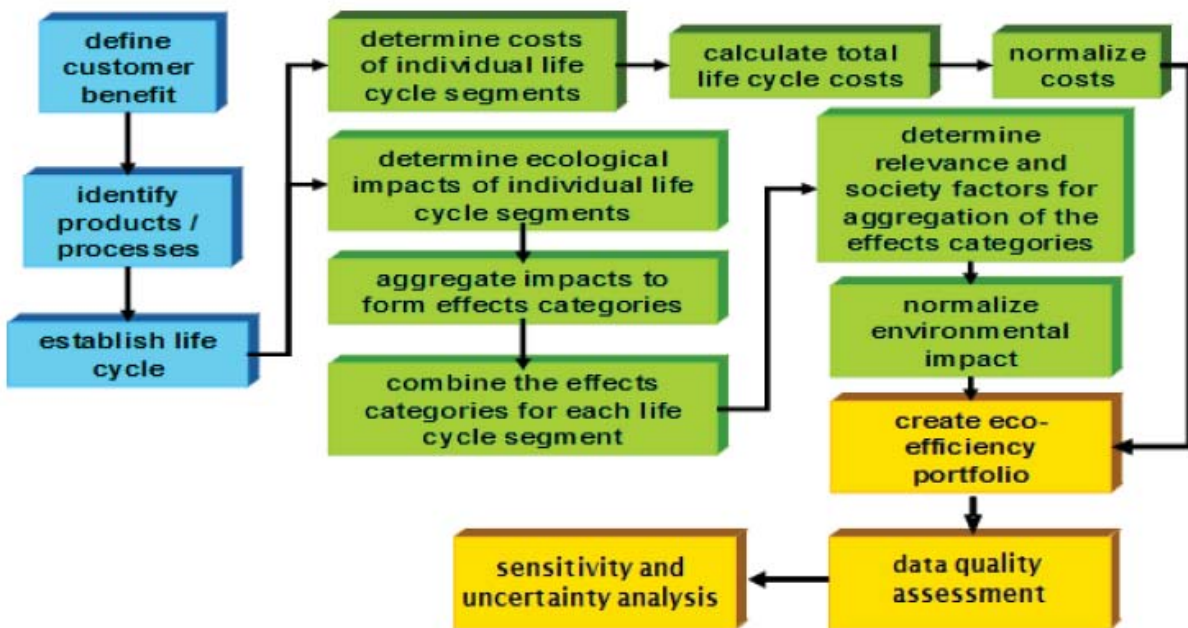 define
customer
benefit
identify
products /
processes
establish life
cycle
determine costs
of individual life
cycle segments
calculate total
life cycle costs
normalize
costs
determine ecological
impacts of individual life
cycle segments
aggregate impacts to
form effects categories
combine the effects
categories for each life
cycle segment
determine
relevance and
society factors for
aggregation of the
effects categories
normalize
environmental
impact
create eco-
efficiency
portfolio
data quality
assessment
sensitivity and
uncertainty analysis